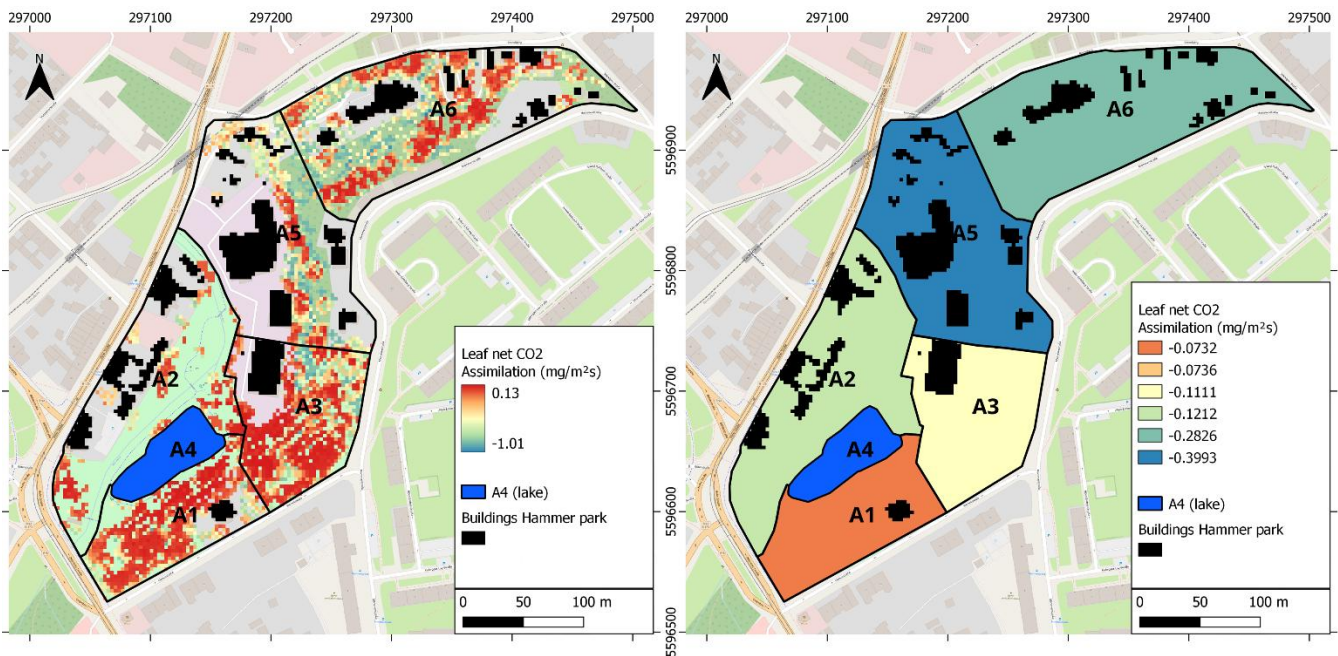 297000 297100 297200 297300 297400 297500
297000 297100 297200 297300 297400 297500
N
A6
A5
A2
A3
A4
A1
5596900
5596800
5596700
5596600
5596500
Leaf net CO2
Assimilation (mg/m²s)
0.13
-1.01
A4 (lake)
Buildings Hammer park
0 50 100 m
N
A6
A5
A2
A3
A4
A1
Leaf net CO2
Assimilation (mg/m²s)
-0.0732
-0.0736
-0.1111
-0.1212
-0.2826
-0.3993
A4 (lake)
Buildings Hammer park
0 50 100 m